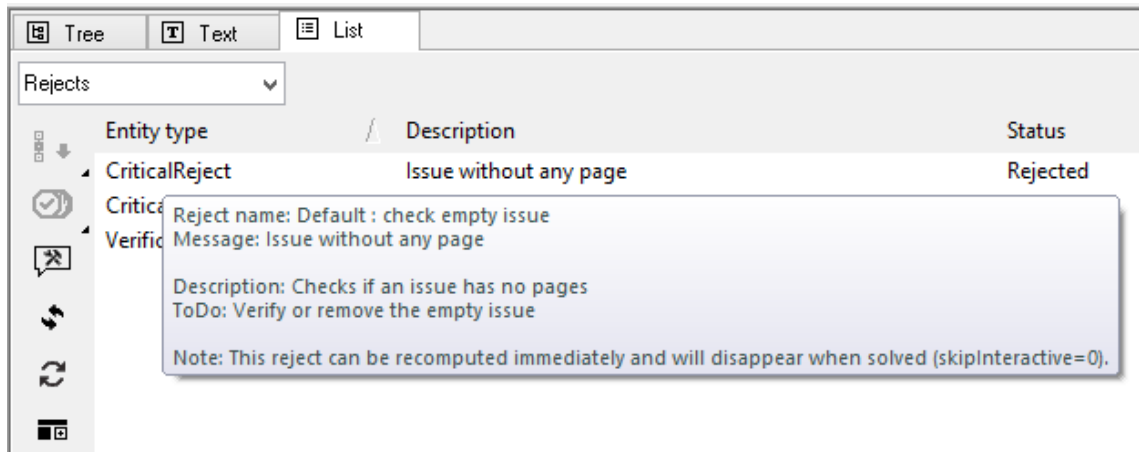 Tree Text List
Rejects
Entity type Description Status
CriticalReject Issue without any page Rejected
Reject name: Default : check empty issue
Message: Issue without any page
Description: Checks if an issue has no pages
ToDo: Verify or remove the empty issue
Note: This reject can be recomputed immediately and will disappear when solved (skipInteractive=0).